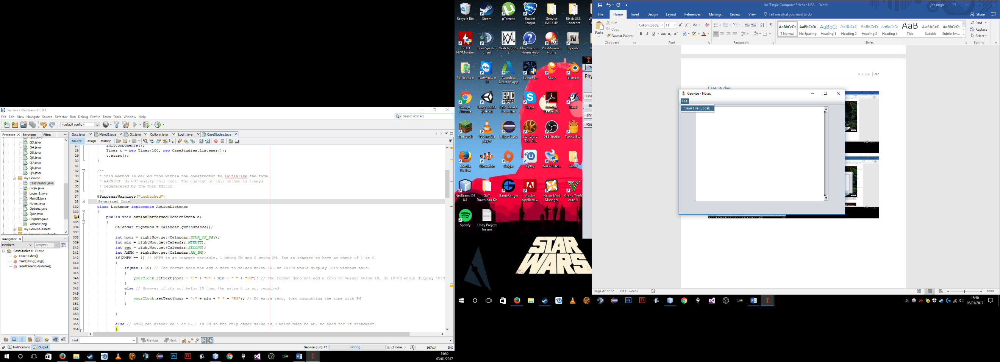 Geovise - NetBeans IDE 8.1
File Edit View Navigate Source Refactor Run Debug Profile Team Tools Window Help
Search (Ctrl+I)
<default config>
Projects Services Files
Q3.java
Q4.java
Q5.java
Q6.java
Q7.java
Q8.java
Q9.java
my.Geovise
CaseStudies.java
Login.java
Login_1.java
MainUI.java
Notes.java
Options.java
Quiz.java
Register.java
Volcanic.png
my.Geovise.Assets
my.Geovise.IconAssets
Navigator
Members <empty>
CaseStudies :: JFrame
CaseStudies()
main(String[] args)
resetCaseStudyVisible()
Quiz.java MainUI.java Q1.java Options.java Login.java CaseStudies.java
Source Design History
27 initComponents();
28 Timer t = new Timer(100, new CaseStudies.Listener());
29 t.start();
30 }
31
32 /**
33 * This method is called from within the constructor to initialize the form.
34 * WARNING: Do NOT modify this code. The content of this method is always
35 * regenerated by the Form Editor.
36 */
37 @SuppressWarnings("unchecked")
38 Generated Code
332 class Listener implements ActionListener
333 {
public void actionPerformed(ActionEvent e)
335 {
336 Calendar rightNow = Calendar.getInstance();
337
338 int hour = rightNow.get(Calendar.HOUR_OF_DAY);
339 int min = rightNow.get(Calendar.MINUTE);
340 int sec = rightNow.get(Calendar.SECOND);
341 int AMPM = rightNow.get(Calendar.AM_PM);
342 if(AMPM == 1) // AMPM is an integer variable, 1 being PM and 0 being AM. Its an integer so have to check if 1 or 0
343 {
344 if(min < 10) // The format does not add a zero to values below 10, so 10:09 would display 10:9 without this.
345 {
346 yourClock.setText(hour + ":" + "0" + min + " " + "PM"); // The format does not add a zero to values below 10, so 10:09 would display 10:9
347 }
348 else // However if its not below 10 then the extra 0 is not required.
349 {
350 yourClock.setText(hour + ":" + min + " " + "PM"); // No extra zero, just outputting the time with PM
351 }
352
353 }
354
355 else // AMPM can either be 1 or 0, 1 is PM so the only other value is 0 which must be AM, no need for if statement
356 {
Find: Previous Next
Notifications Output
Geovise (run) #3 running... (2 more...) 367:14 INS
15:50
03/01/2017
Recycle Bin Steam µTorrent Rocket League Geovise BACKUP Black USB Contents
CPUID HWMonitor TeamSpeak 3 Client Watch_Dogs 2 PlayMemor... Home Help PlayMemor... Home OpenIV
Tor Browser TeamViewer 11 Autodesk Desktop App SpeedFan Raptr blender
Google Chrome Unity 5.5.0f3 (64-bit) Epic Games Launcher Skype Acrobat Reader DC BlueJ
Minecraft VLC media player Eclipse Luna Star Wars -The Ol... OBS Studio TunnelBear
Mozilla Firefox Clownfish Origin Uplay Win32Diskl... Game
NetBeans IDE 8.1 GoT Download Kit GameRanger Adobe Applicati... Nexus Mod Manager Grand Theft Auto V
Spotify Unity Project for uni
STAR
WARS
Ph
Phy
Bos
Bi
Thr
Res
Joe Tingle Computer Science NEA - Word
joe tingle
File Home Insert Design Layout References Mailings Review View Tell me what you want to do
Share
Paste Cut Copy Format Painter
Calibri (Body) 11
AaBbCcDc AaBbCcDc AaBbCc AaBbCcE AaBbCcD AaBbCcDc AaB AaBbCcD AaBbCcDc
¶ Normal No Spacing Heading 1 Heading 2 Heading 3 Heading 4 Title Subtitle Subtle Em...
Find
Replace
Select
Clipboard Font Paragraph Styles Editing
Page | 47
Case Studies
Geovise - Notes
File
Save File (Local)
Page 47 of 52 13131 words
100%
15:50
03/01/2017